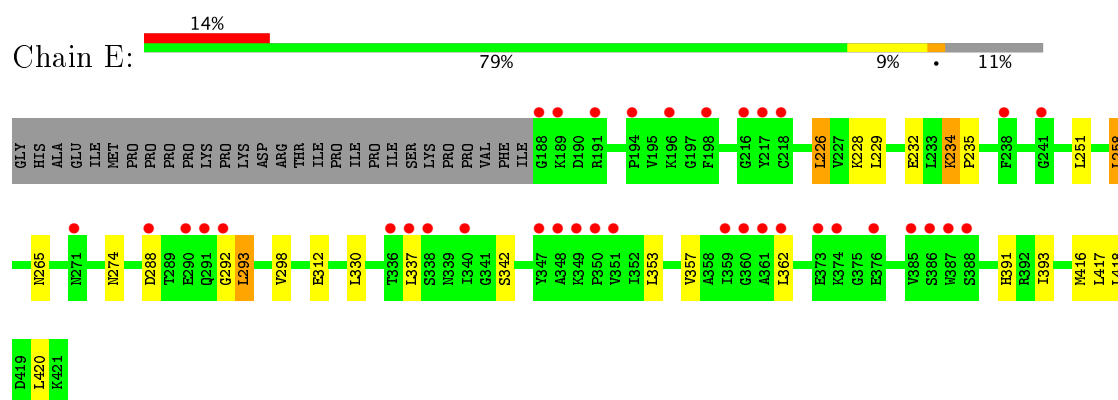 Chain E:
14%
79% 9% • 11%
GLY HIS ALA GLU ILE MET PRO PRO PRO PRO LYS PRO LYS ASP ARG THR ILE PRO ILE PRO ILE SER LYS PRO PRO VAL PHE ILE G188 K189 D190 R191 P194 V195 K196 G197 F198 G216 Y217 C218 L226 V227 K228 L229 E232 L233 K234 P235 F238 G241 L251
N265 N271 N274 D288 T289 E290 Q291 G292 L293 V298 E312 L330 T336 L337 S338 N339 I340 G341 S342 Y347 A348 K349 P350 V351 I352 L353 V357 A358 I359 G360 A361 L362 E373 K374 G375 E376 V385 S386 W387 S388 H391 R392 I393 M416 L417 L418
D419 L420 K421